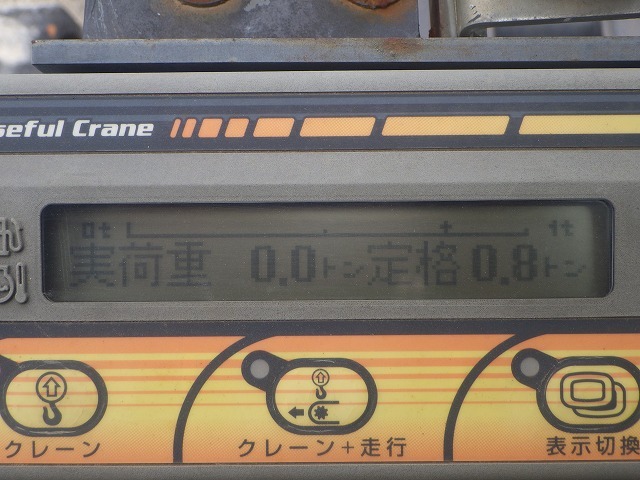 seful Crane
0t 1t
実荷重 0.0トン 定格 0.8トン
クレーン クレーン+走行 表示切換